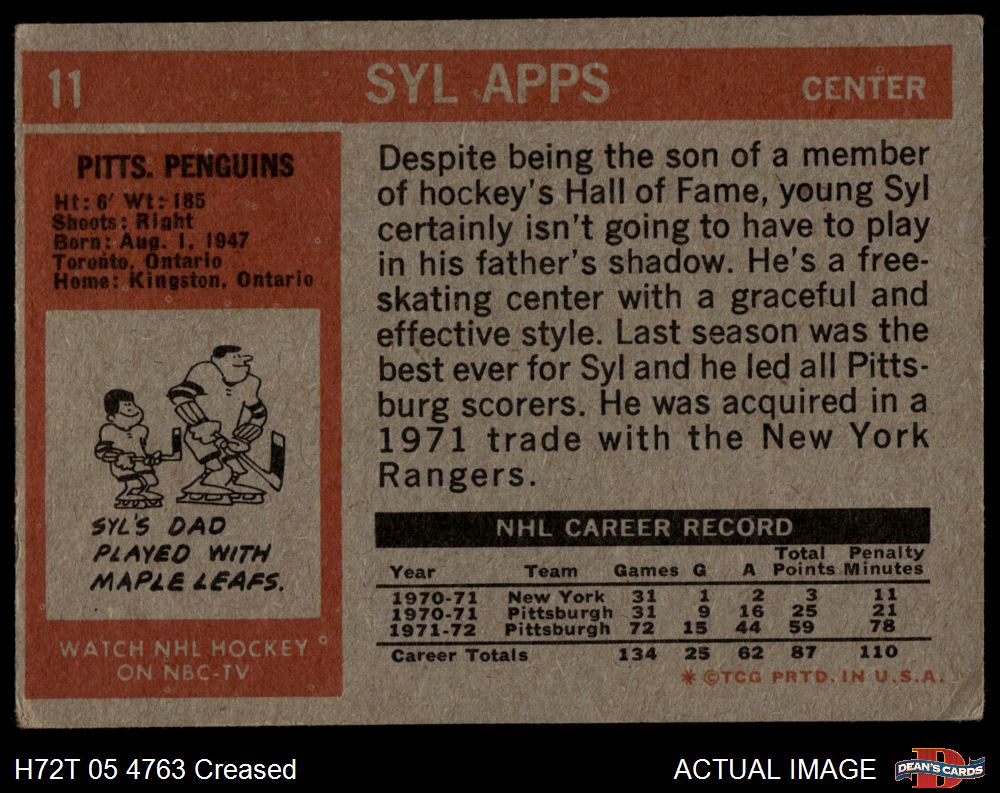 11 SYL APPS CENTER
PITTS. PENGUINS
Ht: 6' Wt: 185
Shoots: Right
Born: Aug. 1, 1947
Toronto, Ontario
Home: Kingston, Ontario
SYL'S DAD
PLAYED WITH
MAPLE LEAFS.
WATCH NHL HOCKEY
ON NBC-TV
Despite being the son of a member
of hockey's Hall of Fame, young Syl
certainly isn't going to have to play
in his father's shadow. He's a free-
skating center with a graceful and
effective style. Last season was the
best ever for Syl and he led all Pitts-
burg scorers. He was acquired in a
1971 trade with the New York
Rangers.
NHL CAREER RECORD
Total Penalty
Year Team Games G A Points Minutes
1970-71 New York 31 1 2 3 11
1970-71 Pittsburgh 31 9 16 25 21
1971-72 Pittsburgh 72 15 44 59 78
Career Totals 134 25 62 87 110
* ©TCG PRTD. IN U.S.A.
H72T 05 4763 Creased
ACTUAL IMAGE
DEAN'S CARDS